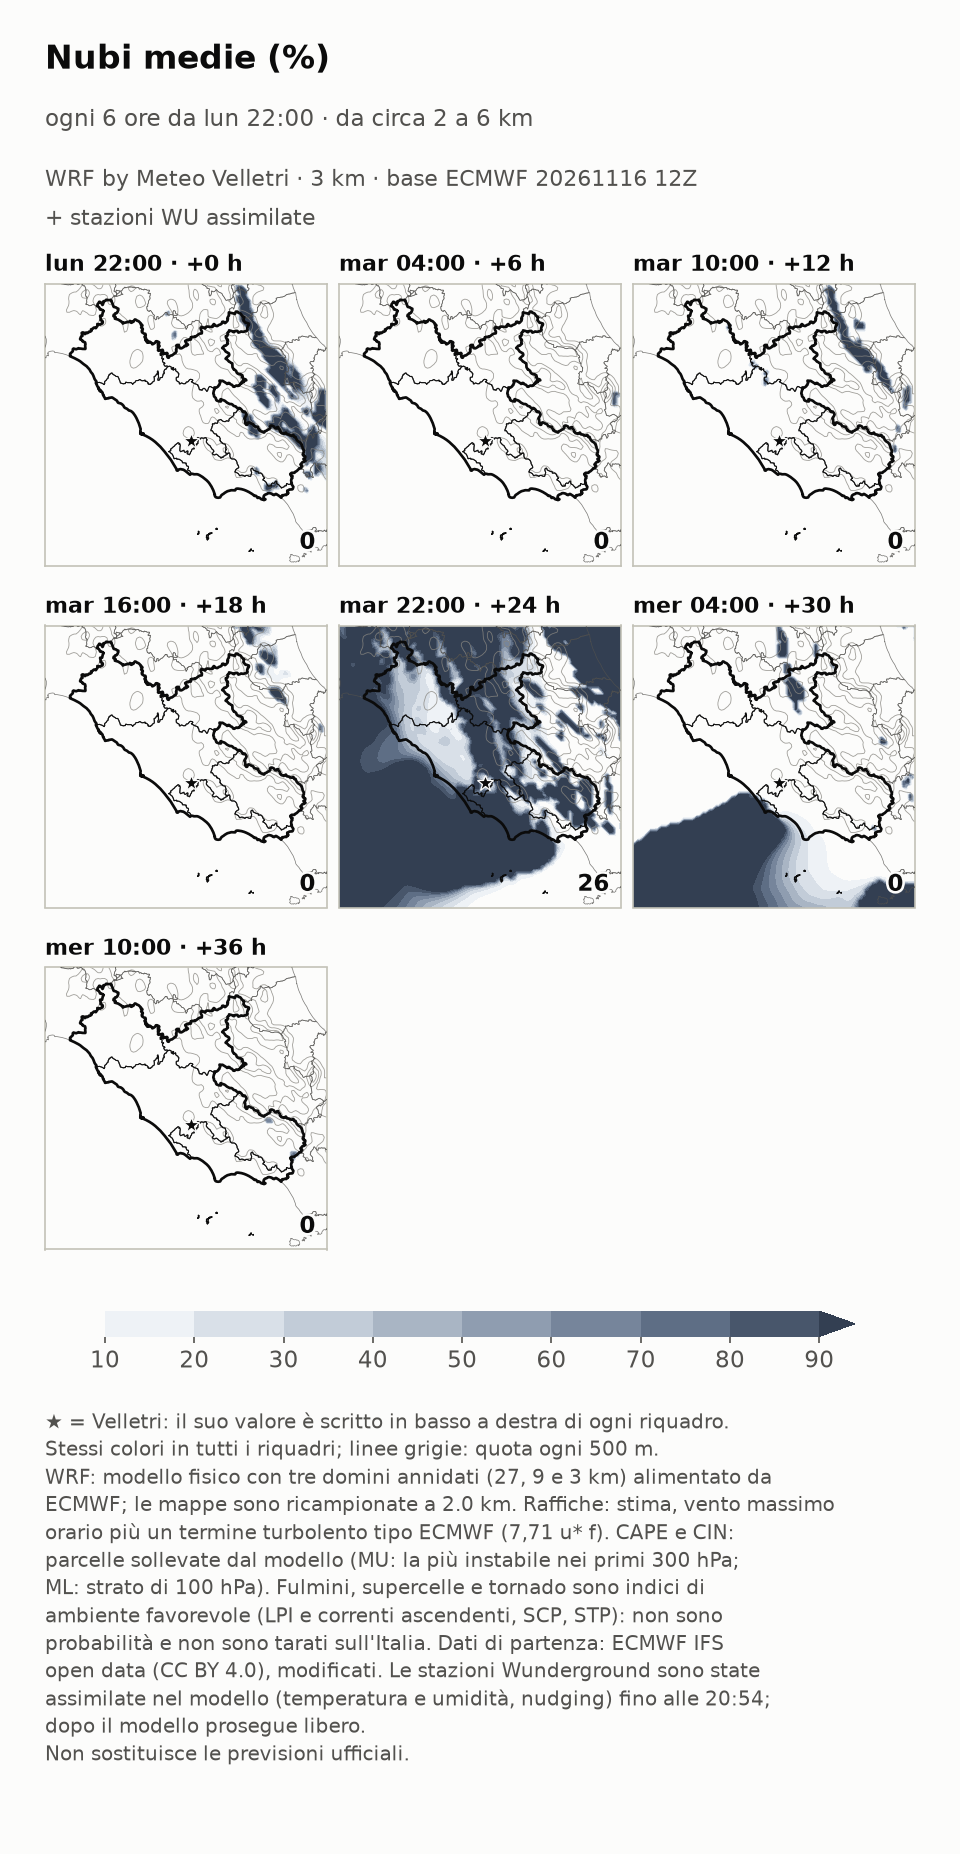 Nubi medie (%)
ogni 6 ore da lun 22:00 · da circa 2 a 6 km
WRF by Meteo Velletri · 3 km · base ECMWF 20261116 12Z
+ stazioni WU assimilate
lun 22:00 · +0 h
mar 04:00 · +6 h
mar 10:00 · +12 h
0
0
0
mar 16:00 · +18 h
mar 22:00 · +24 h
mer 04:00 · +30 h
0
26
0
mer 10:00 · +36 h
0
10 20 30 40 50 60 70 80 90
★ = Velletri: il suo valore è scritto in basso a destra di ogni riquadro.
Stessi colori in tutti i riquadri; linee grigie: quota ogni 500 m.
WRF: modello fisico con tre domini annidati (27, 9 e 3 km) alimentato da
ECMWF; le mappe sono ricampionate a 2.0 km. Raffiche: stima, vento massimo
orario più un termine turbolento tipo ECMWF (7,71 u* f). CAPE e CIN:
parcelle sollevate dal modello (MU: la più instabile nei primi 300 hPa;
ML: strato di 100 hPa). Fulmini, supercelle e tornado sono indici di
ambiente favorevole (LPI e correnti ascendenti, SCP, STP): non sono
probabilità e non sono tarati sull'Italia. Dati di partenza: ECMWF IFS
open data (CC BY 4.0), modificati. Le stazioni Wunderground sono state
assimilate nel modello (temperatura e umidità, nudging) fino alle 20:54;
dopo il modello prosegue libero.
Non sostituisce le previsioni ufficiali.